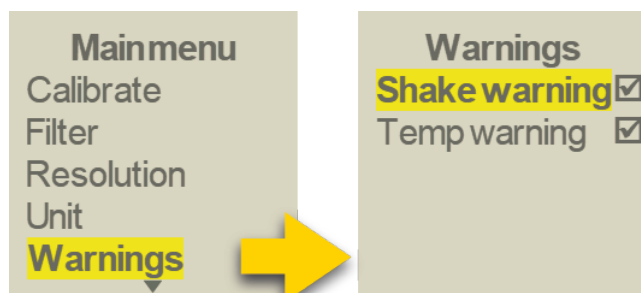 Main menu
Calibrate
Filter
Resolution
Unit
Warnings
Warnings
Shake warning
Temp warning